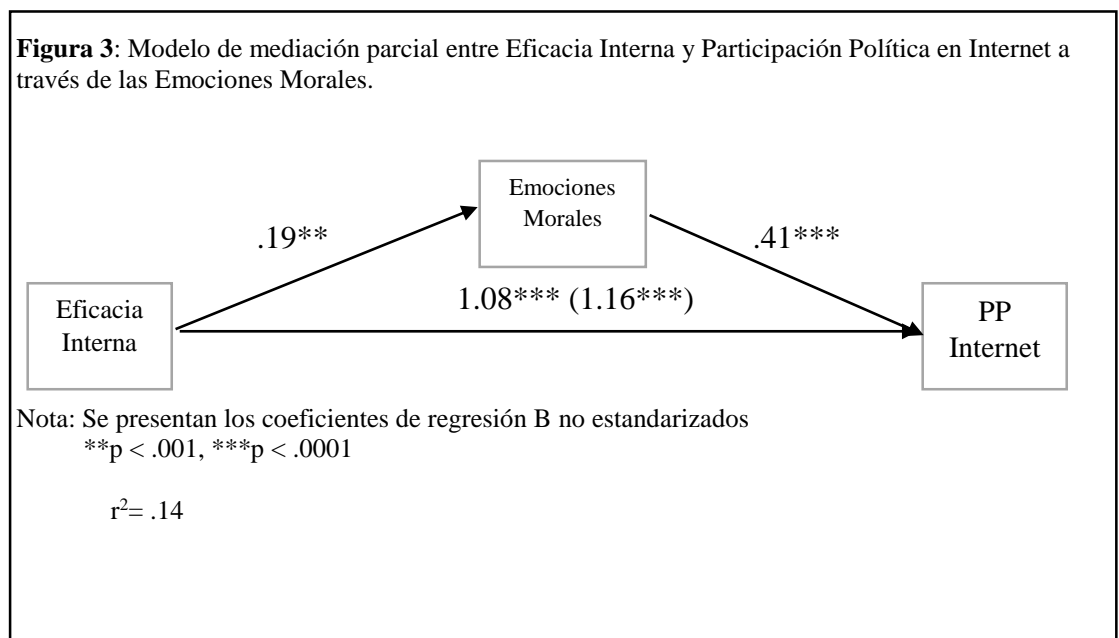 Figura 3: Modelo de mediación parcial entre Eficacia Interna y Participación Política en Internet a
través de las Emociones Morales.
Emociones
Morales
.19**
.41***
1.08*** (1.16***)
Eficacia
Interna
PP
Internet
Nota: Se presentan los coeficientes de regresión B no estandarizados
**p < .001, ***p < .0001
r²= .14